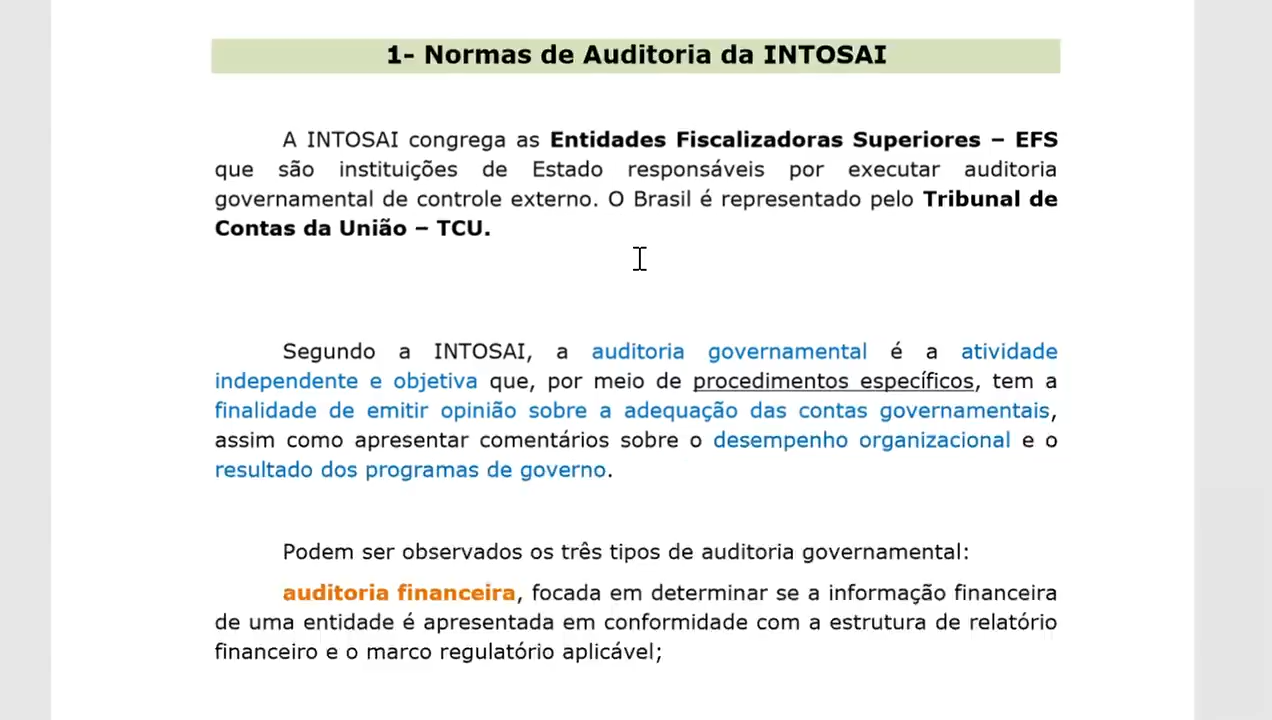 1- Normas de Auditoria da INTOSAI
A INTOSAI congrega as Entidades Fiscalizadoras Superiores – EFS
que são instituições de Estado responsáveis por executar auditoria
governamental de controle externo. O Brasil é representado pelo Tribunal de
Contas da União – TCU.
Segundo a INTOSAI, a auditoria governamental é a atividade
independente e objetiva que, por meio de procedimentos específicos, tem a
finalidade de emitir opinião sobre a adequação das contas governamentais,
assim como apresentar comentários sobre o desempenho organizacional e o
resultado dos programas de governo.
Podem ser observados os três tipos de auditoria governamental:
auditoria financeira, focada em determinar se a informação financeira
de uma entidade é apresentada em conformidade com a estrutura de relatório
financeiro e o marco regulatório aplicável;